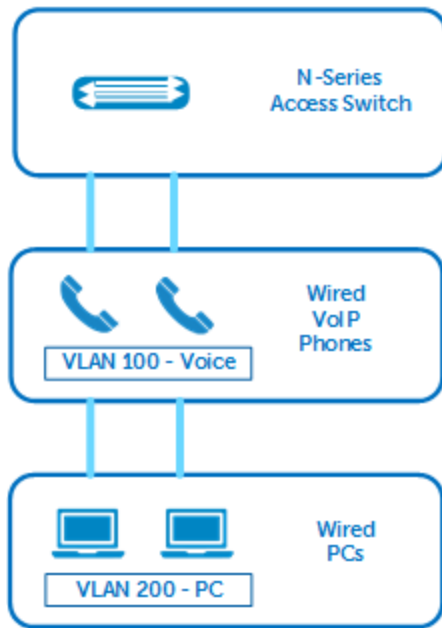 N-Series
Access Switch
Wired
VoIP
Phones
VLAN 100 - Voice
Wired
PCs
VLAN 200 - PC